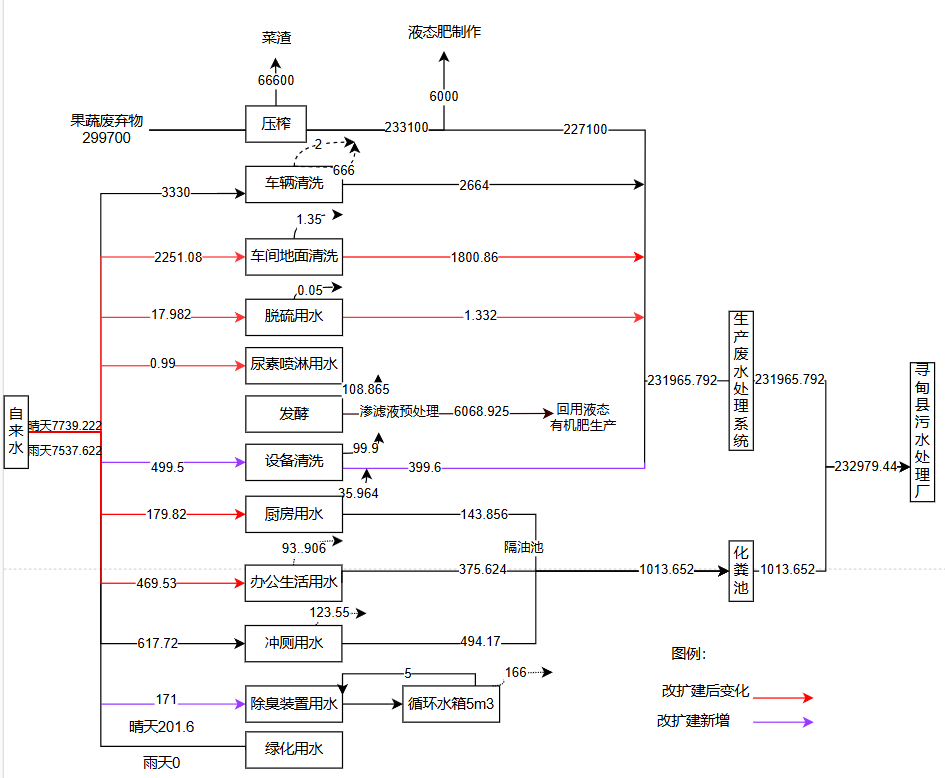 菜渣
液态肥制作
66600
6000
果蔬废弃物
299700
压榨
233100
227100
2
666
车辆清洗
3330
2664
1.35
车间地面清洗
2251.08
1800.86
0.05
脱硫用水
17.982
1.332
尿素喷淋用水
0.99
108.865
发酵
渗滤液预处理
6068.925
回用液态
有机肥生产
生产废水处理系统
231965.792
231965.792
寻甸县污水处理厂
自来水
晴天7739.222
雨天7537.622
99.9
设备清洗
499.5
399.6
35.964
232979.44
厨房用水
179.82
143.856
93..906
隔油池
办公生活用水
469.53
375.624
1013.652
化粪池
1013.652
123.55
冲厕用水
617.72
494.17
图例：
改扩建后变化
改扩建新增
166
5
171
除臭装置用水
循环水箱5m3
晴天201.6
绿化用水
雨天0